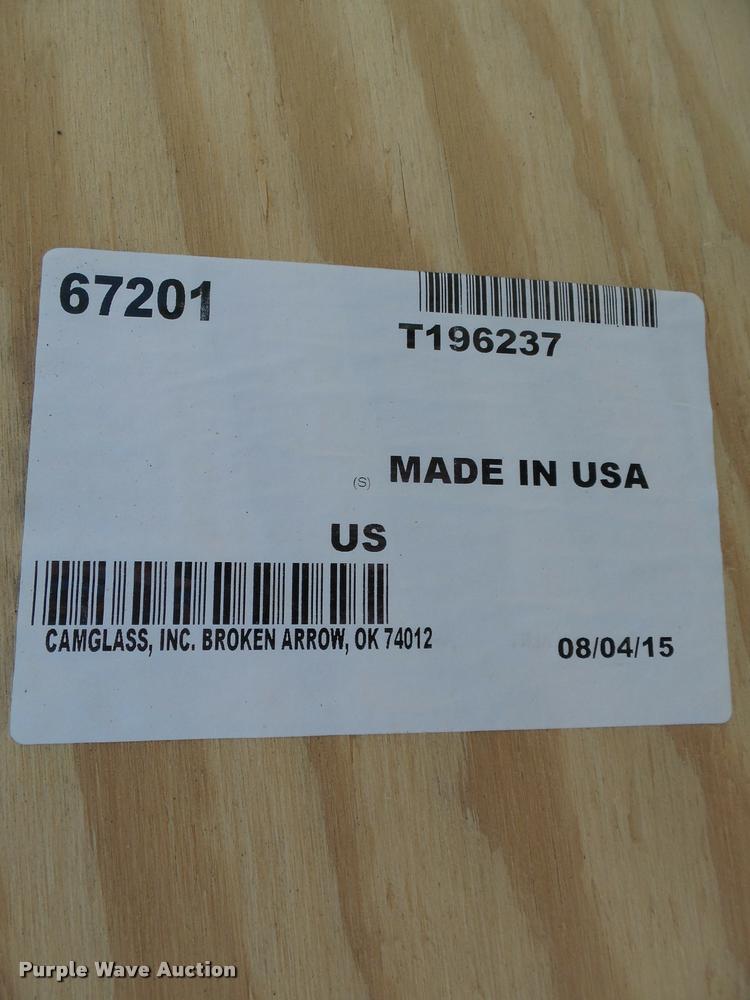 67201
T196237
(S) MADE IN USA
US
CAMGLASS, INC. BROKEN ARROW, OK 74012
08/04/15
Purple Wave Auction